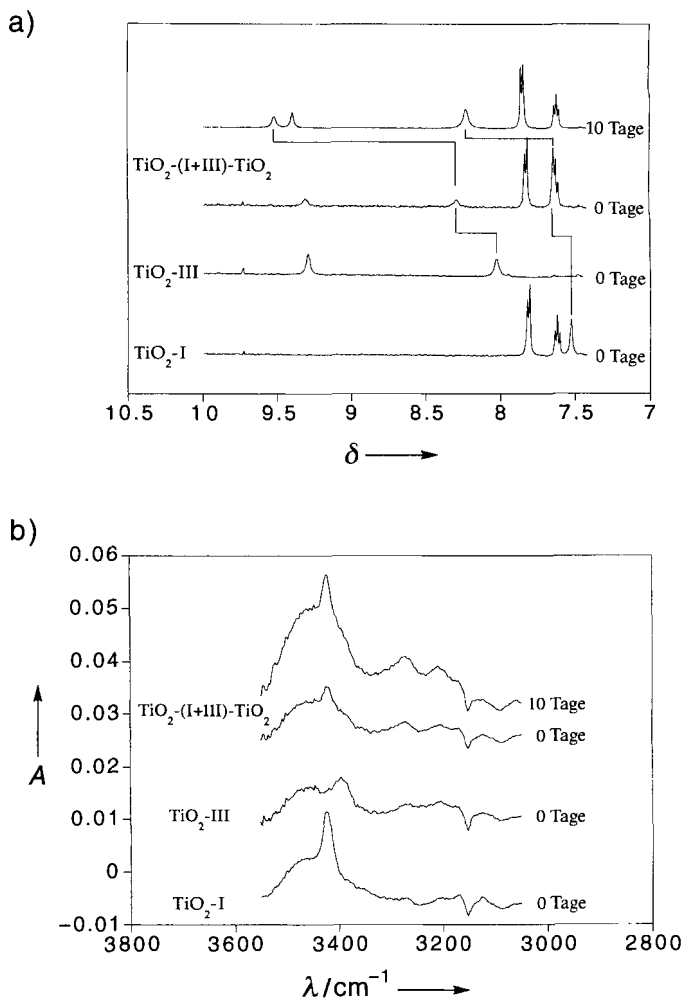 a)
10 Tage
TiO2-(I+III)-TiO2
0 Tage
TiO2-III
0 Tage
TiO2-I
0 Tage
10.5 10 9.5 9 8.5 8 7.5 7
δ →
b)
0.06
0.05
0.04
0.03
0.02
0.01
0
−0.01
A
TiO2-(I+III)-TiO2
10 Tage
0 Tage
TiO2-III
0 Tage
TiO2-I
0 Tage
3800 3600 3400 3200 3000 2800
λ/cm−1 →